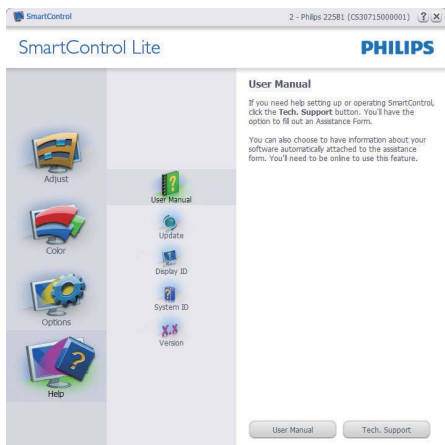 SmartControl
2 - Philips 225B1 (CS30715000001)
? X
SmartControl Lite
PHILIPS
Adjust
Color
Options
Help
User Manual
Update
Display ID
System ID
X.X
Version
User Manual
If you need help setting up or operating SmartControl,
click the Tech. Support button. You'll have the
option to fill out an Assistance Form.
You can also choose to have information about your
software automatically attached to the assistance
form. You'll need to be online to use this feature.
User Manual
Tech. Support